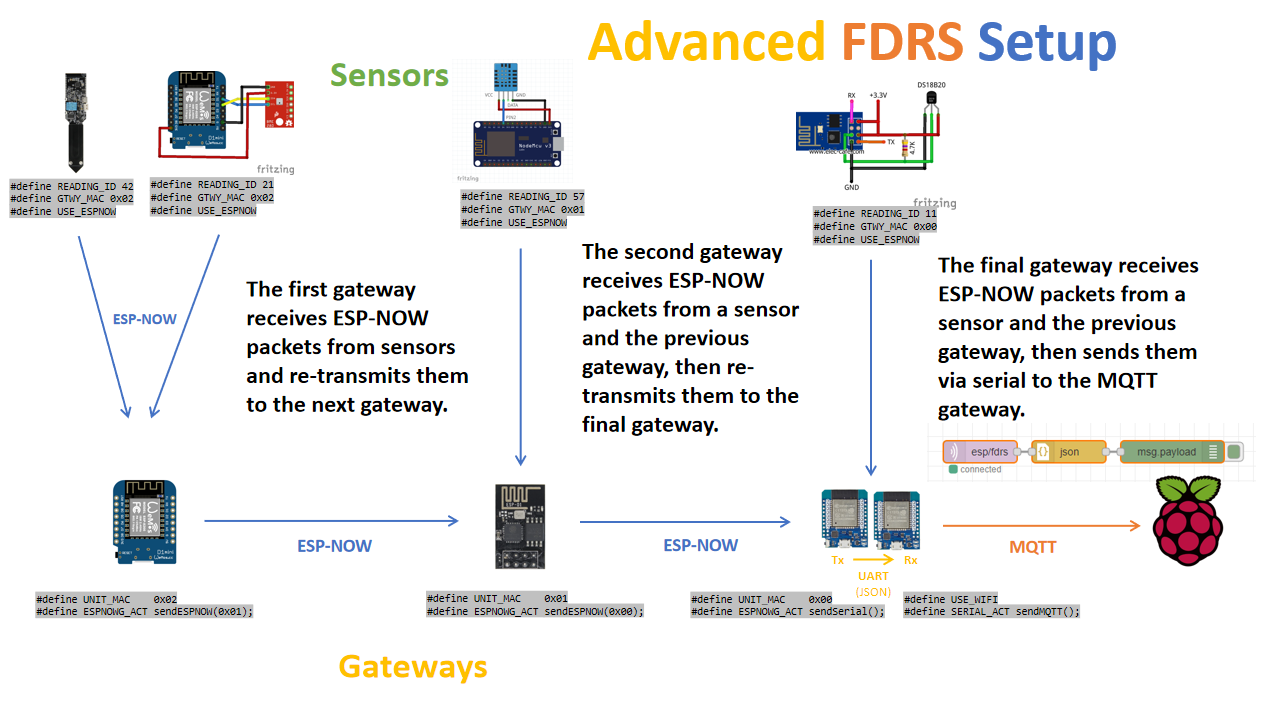 Advanced FDRS Setup
Sensors
fritzing
#define READING_ID 42
#define GTWY_MAC 0x02
#define USE_ESPNOW
#define READING_ID 21
#define GTWY_MAC 0x02
#define USE_ESPNOW
VCC
GND
DATA
NodeMcu v3
fritzing
#define READING_ID 57
#define GTWY_MAC 0x01
#define USE_ESPNOW
DS18B20
RX
+3.3V
TX
4.7K
GND
fritzing
#define READING_ID 11
#define GTWY_MAC 0x00
#define USE_ESPNOW
ESP-NOW
The first gateway
receives ESP-NOW
packets from sensors
and re-transmits them
to the next gateway.
The second gateway
receives ESP-NOW
packets from a sensor
and the previous
gateway, then re-
transmits them to the
final gateway.
The final gateway receives
ESP-NOW packets from a
sensor and the previous
gateway, then sends them
via serial to the MQTT
gateway.
esp/fdrs
json
msg.payload
connected
ESP-NOW
ESP-NOW
Tx
Rx
UART
(JSON)
MQTT
#define UNIT_MAC 0x02
#define ESPNOWG_ACT sendESPNOW(0x01);
#define UNIT_MAC 0x01
#define ESPNOWG_ACT sendESPNOW(0x00);
#define UNIT_MAC 0x00
#define ESPNOWG_ACT sendSerial();
#define USE_WIFI
#define SERIAL_ACT sendMQTT();
Gateways